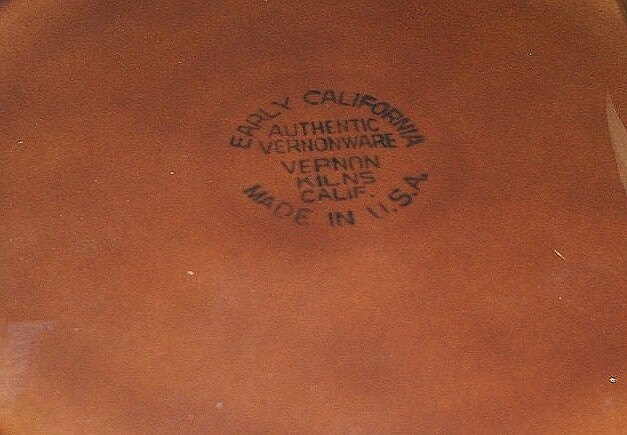 EARLY CALIFORNIA
AUTHENTIC
VERNONWARE
VERNON
KILNS
CALIF.
MADE IN U.S.A.